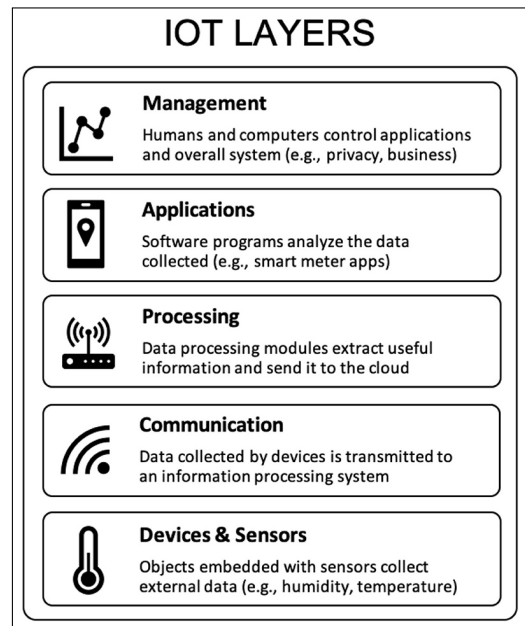 IOT LAYERS
Management
Humans and computers control applications
and overall system (e.g., privacy, business)
Applications
Software programs analyze the data
collected (e.g., smart meter apps)
Processing
Data processing modules extract useful
information and send it to the cloud
Communication
Data collected by devices is transmitted to
an information processing system
Devices & Sensors
Objects embedded with sensors collect
external data (e.g., humidity, temperature)